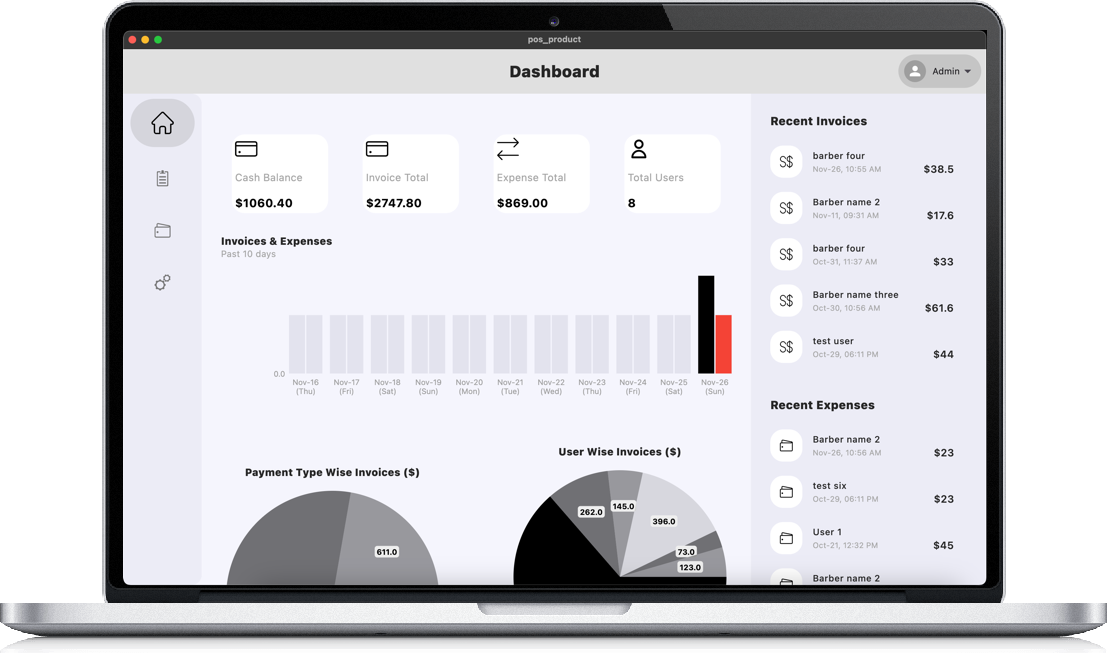 pos_product
Dashboard
Admin
Cash Balance
$1060.40
Invoice Total
$2747.80
Expense Total
$869.00
Total Users
8
Invoices & Expenses
Past 10 days
0.0
Nov-16
(Thu)
Nov-17
(Fri)
Nov-18
(Sat)
Nov-19
(Sun)
Nov-20
(Mon)
Nov-21
(Tue)
Nov-22
(Wed)
Nov-23
(Thu)
Nov-24
(Fri)
Nov-25
(Sat)
Nov-26
(Sun)
Payment Type Wise Invoices ($)
611.0
User Wise Invoices ($)
262.0
145.0
396.0
73.0
123.0
Recent Invoices
S$
barber four
Nov-26, 10:55 AM
$38.5
S$
Barber name 2
Nov-11, 09:31 AM
$17.6
S$
barber four
Oct-31, 11:37 AM
$33
S$
Barber name three
Oct-30, 10:56 AM
$61.6
S$
test user
Oct-29, 06:11 PM
$44
Recent Expenses
Barber name 2
Nov-26, 10:56 AM
$23
test six
Oct-29, 06:11 PM
$23
User 1
Oct-21, 12:32 PM
$45
Barber name 2